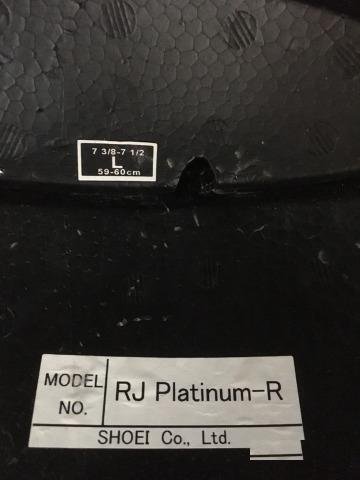 7 3/8-7 1/2
L
59-60cm
MODEL NO.
RJ Platinum-R
SHOEI Co., Ltd.